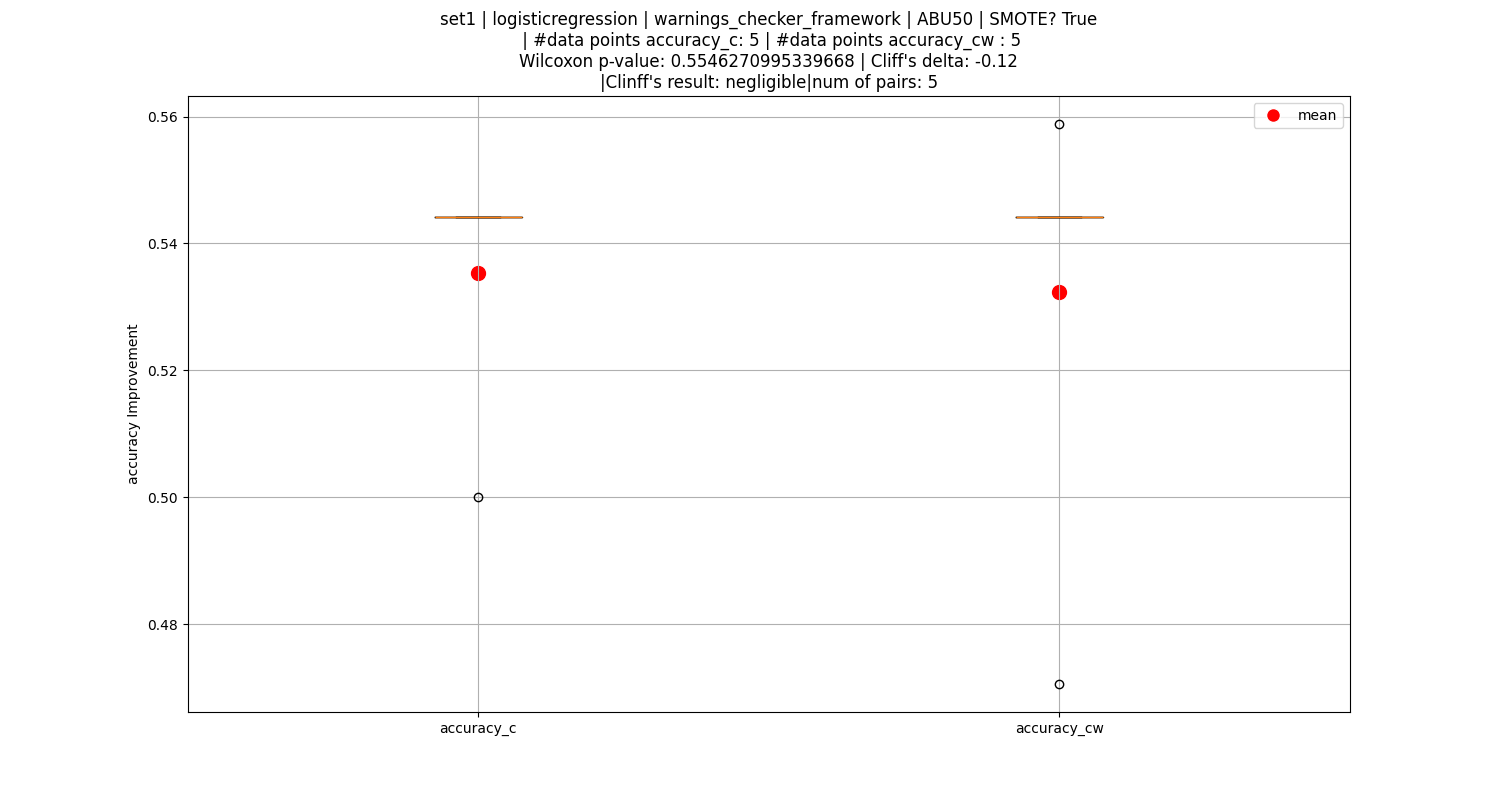 set1 | logisticregression | warnings_checker_framework | ABU50 | SMOTE? True
| #data points accuracy_c: 5 | #data points accuracy_cw : 5
Wilcoxon p-value: 0.5546270995339668 | Cliff's delta: -0.12
|Clinff's result: negligible|num of pairs: 5
mean
0.56
0.54
0.52
0.50
0.48
accuracy Improvement
accuracy_c
accuracy_cw